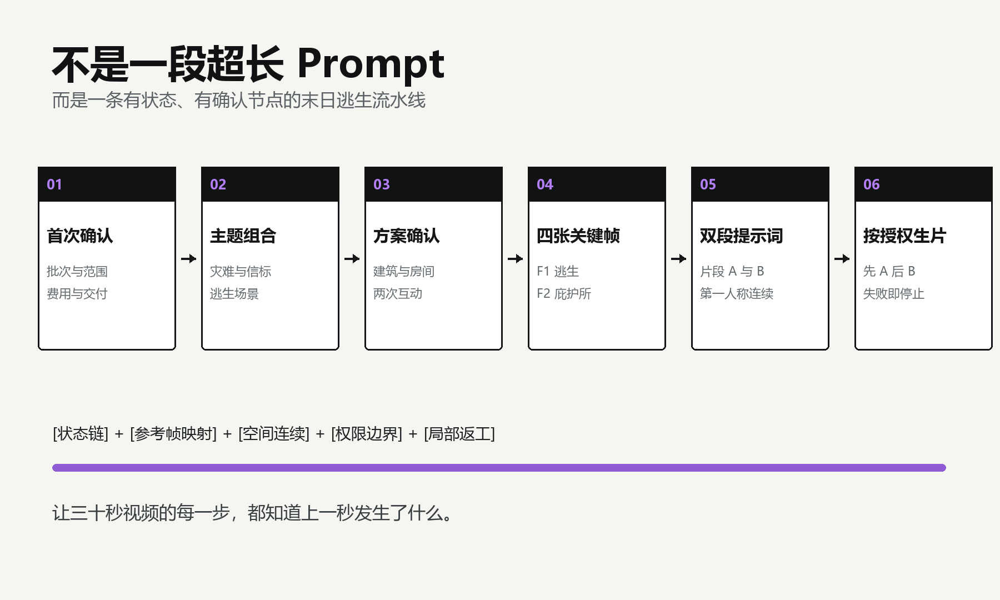 不是一段超长 Prompt
而是一条有状态、有确认节点的末日逃生流水线
01
首次确认
批次与范围
费用与交付
02
主题组合
灾难与信标
逃生场景
03
方案确认
建筑与房间
两次互动
04
四张关键帧
F1 逃生
F2 庇护所
05
双段提示词
片段 A 与 B
第一人称连续
06
按授权生片
先 A 后 B
失败即停止
[状态链] + [参考帧映射] + [空间连续] + [权限边界] + [局部返工]
让三十秒视频的每一步，都知道上一秒发生了什么。